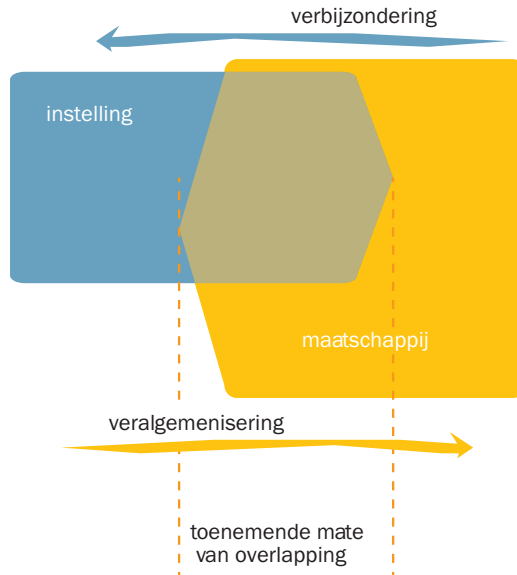 verbijzondering
instelling
maatschappij
veralgemenisering
toenemende mate
van overlapping